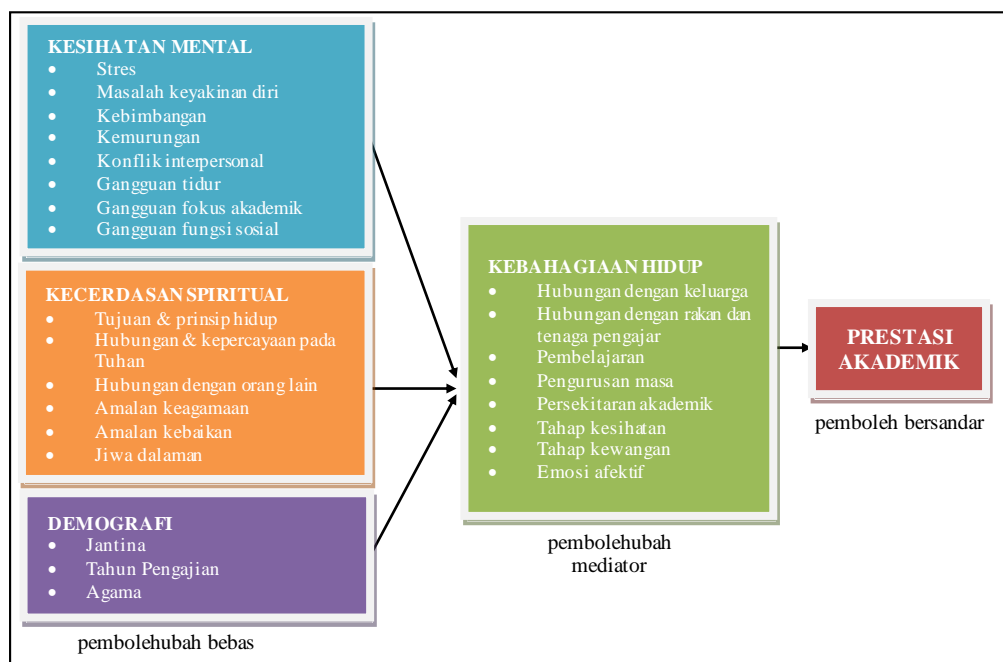 KESIHATAN MENTAL
• Stres
• Masalah keyakinan diri
• Kebimbangan
• Kemurungan
• Konflik interpersonal
• Gangguan tidur
• Gangguan fokus akademik
• Gangguan fungsi sosial
KECERDASAN SPIRITUAL
• Tujuan & prinsip hidup
• Hubungan & kepercayaan pada
Tuhan
• Hubungan dengan orang lain
• Amalan keagamaan
• Amalan kebaikan
• Jiwa dalaman
DEMOGRAFI
• Jantina
• Tahun Pengajian
• Agama
pembolehubah bebas
KEBAHAGIAAN HIDUP
• Hubungan dengan keluarga
• Hubungan dengan rakan dan
tenaga pengajar
• Pembelajaran
• Pengurusan masa
• Persekitaran akademik
• Tahap kesihatan
• Tahap kewangan
• Emosi afektif
pembolehubah
mediator
PRESTASI
AKADEMIK
pemboleh bersandar